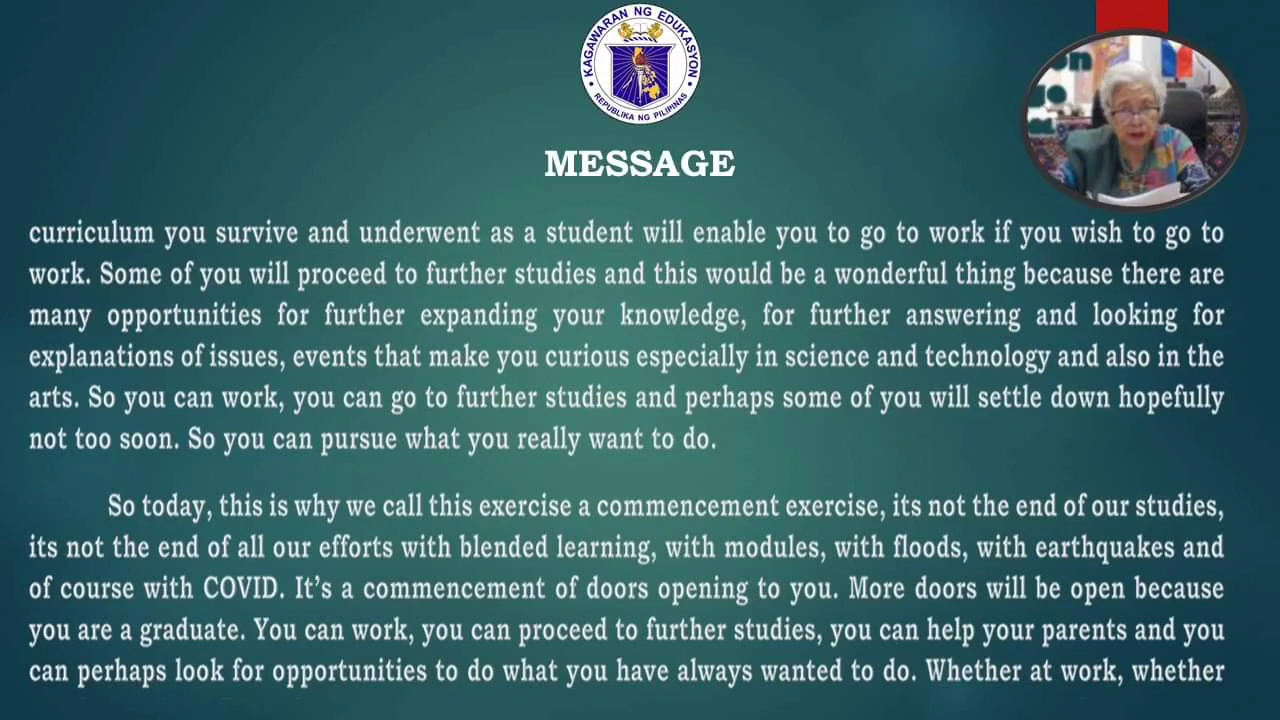 KAGAWARAN NG EDUKASYON
REPUBLIKA NG PILIPINAS
MESSAGE
curriculum you survive and underwent as a student will enable you to go to work if you wish to go to
work. Some of you will proceed to further studies and this would be a wonderful thing because there are
many opportunities for further expanding your knowledge, for further answering and looking for
explanations of issues, events that make you curious especially in science and technology and also in the
arts. So you can work, you can go to further studies and perhaps some of you will settle down hopefully
not too soon. So you can pursue what you really want to do.
So today, this is why we call this exercise a commencement exercise, its not the end of our studies,
its not the end of all our efforts with blended learning, with modules, with floods, with earthquakes and
of course with COVID. It’s a commencement of doors opening to you. More doors will be open because
you are a graduate. You can work, you can proceed to further studies, you can help your parents and you
can perhaps look for opportunities to do what you have always wanted to do. Whether at work, whether